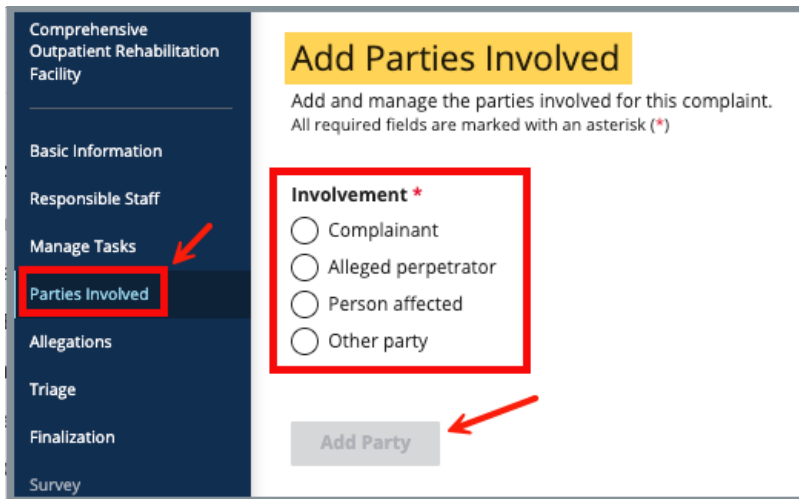 Comprehensive
Outpatient Rehabilitation
Facility
Basic Information
Responsible Staff
Manage Tasks
Parties Involved
Allegations
Triage
Finalization
Survey
Add Parties Involved
Add and manage the parties involved for this complaint.
All required fields are marked with an asterisk (*)
Involvement *
Complainant
Alleged perpetrator
Person affected
Other party
Add Party